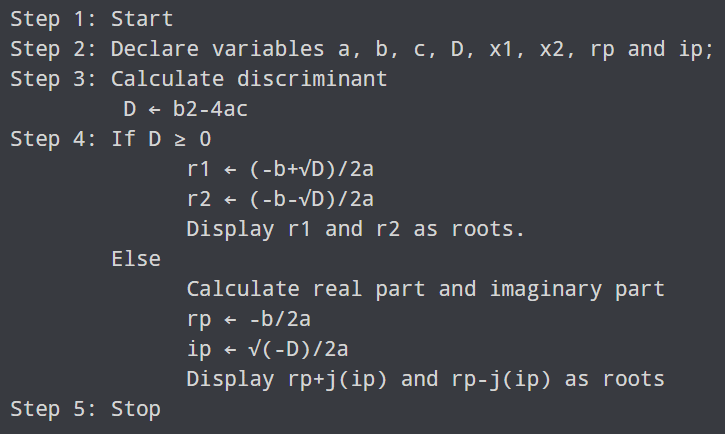 Step 1: Start
Step 2: Declare variables a, b, c, D, x1, x2, rp and ip;
Step 3: Calculate discriminant
D ← b2-4ac
Step 4: If D ≥ 0
r1 ← (-b+√D)/2a
r2 ← (-b-√D)/2a
Display r1 and r2 as roots.
Else
Calculate real part and imaginary part
rp ← -b/2a
ip ← √(-D)/2a
Display rp+j(ip) and rp-j(ip) as roots
Step 5: Stop